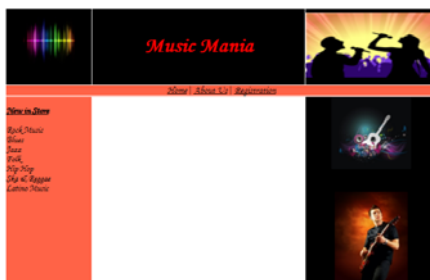 Music Mania
Home | About Us | Registration
New in Store
Rock Music
Blues
Jazz
Folk
Hip Hop
Ska & Reggae
Latino Music